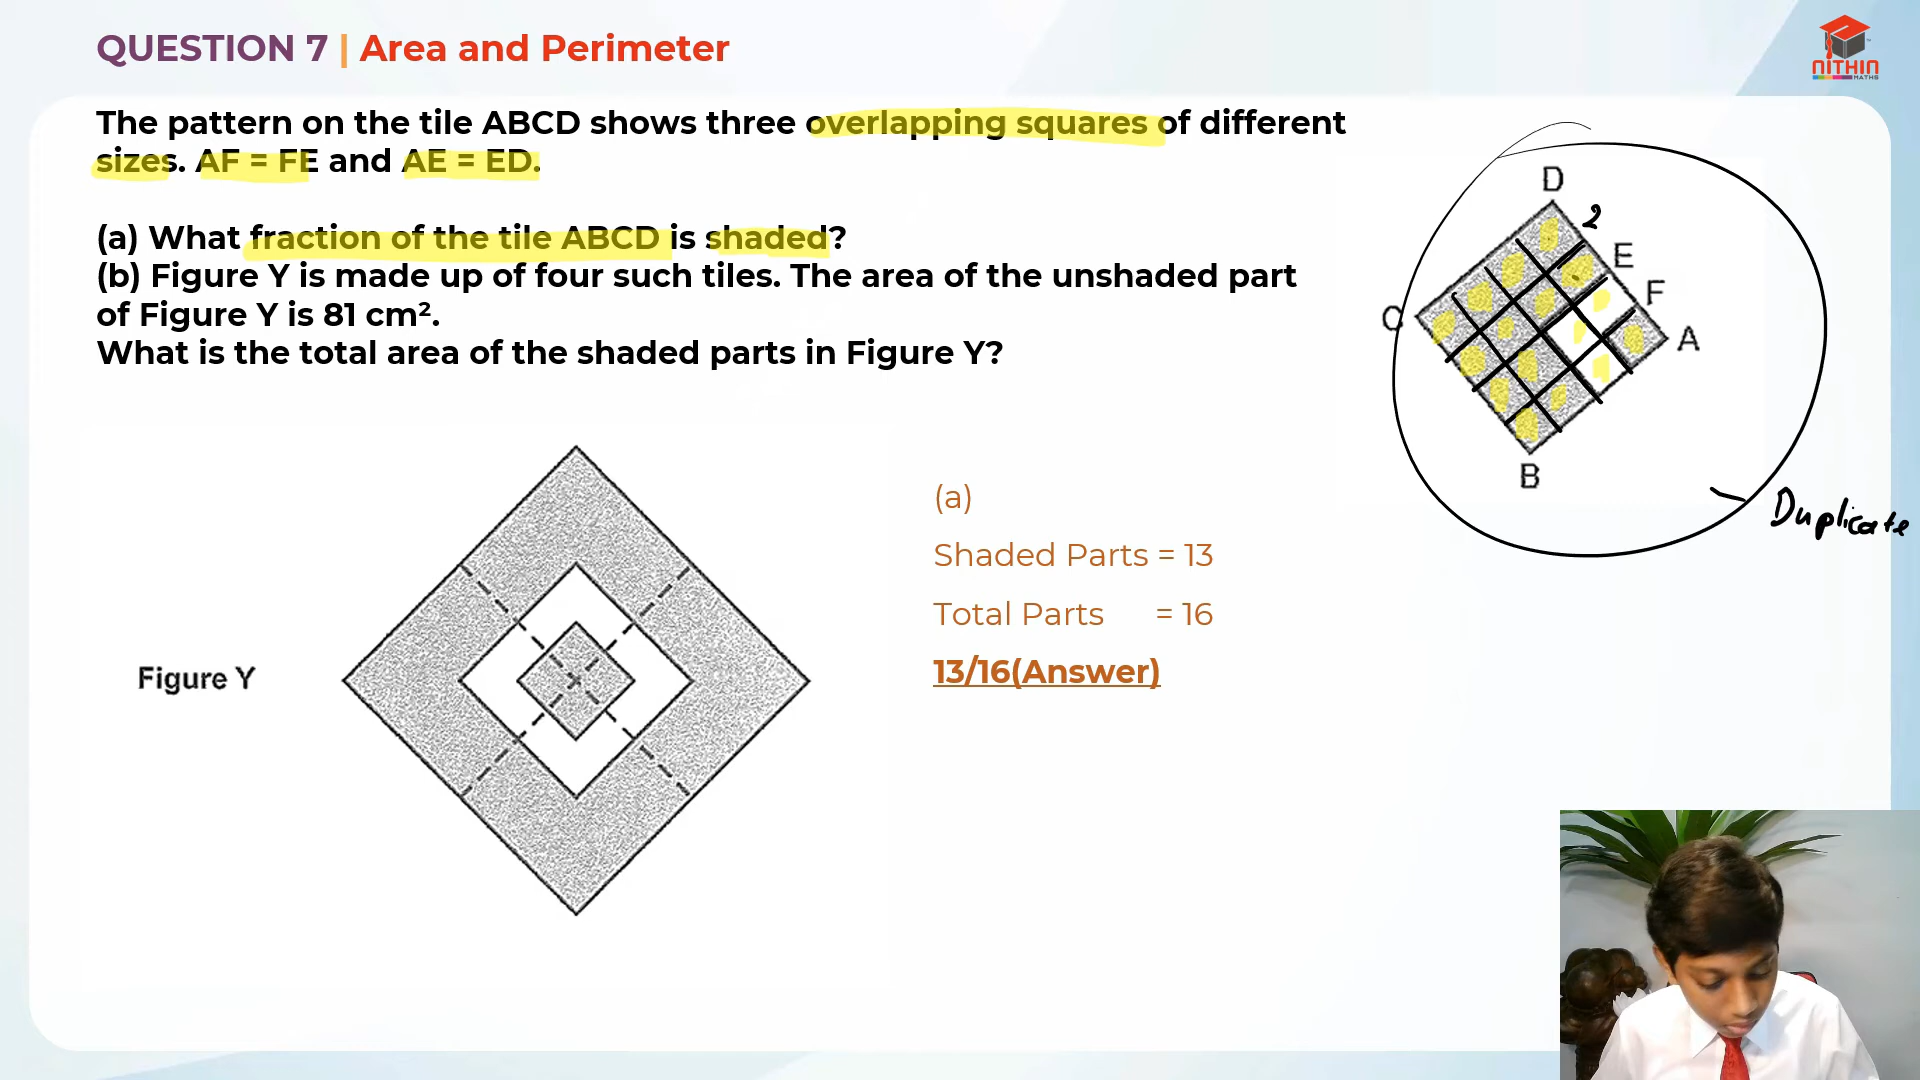 QUESTION 7 | Area and Perimeter
NITHIN
MATHS
The pattern on the tile ABCD shows three overlapping squares of different
sizes. AF = FE and AE = ED.
(a) What fraction of the tile ABCD is shaded?
(b) Figure Y is made up of four such tiles. The area of the unshaded part
of Figure Y is 81 cm².
What is the total area of the shaded parts in Figure Y?
D
2
E
F
C
A
B
Duplicate
Figure Y
(a)
Shaded Parts = 13
Total Parts = 16
13/16(Answer)